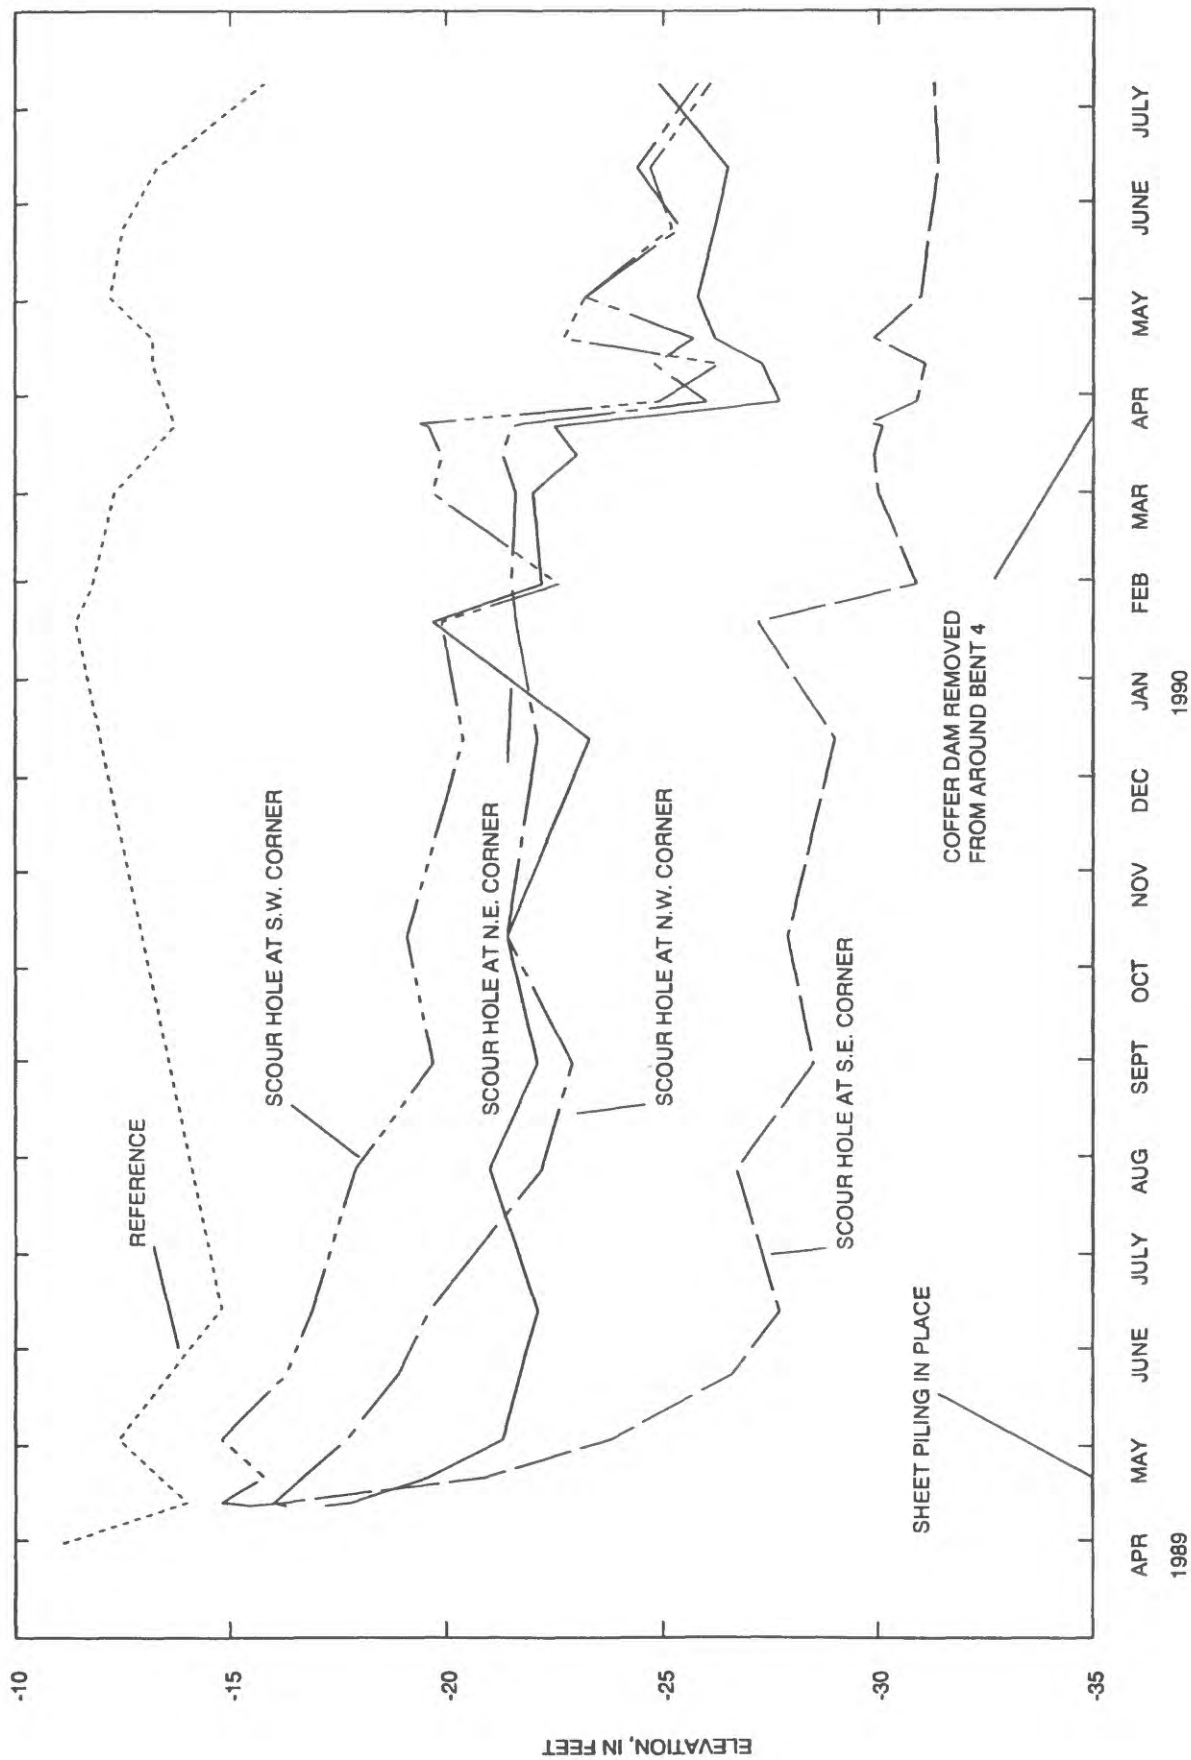 ELEVATION, IN FEET
-10
-15
-20
-25
-30
-35
REFERENCE
SCOUR HOLE AT S.W. CORNER
SCOUR HOLE AT N.E. CORNER
SCOUR HOLE AT N.W. CORNER
SCOUR HOLE AT S.E. CORNER
SHEET PILING IN PLACE
COFFER DAM REMOVED
FROM AROUND BENT 4
APR MAY JUNE JULY AUG SEPT OCT NOV DEC JAN FEB MAR APR MAY JUNE JULY
1989 1990